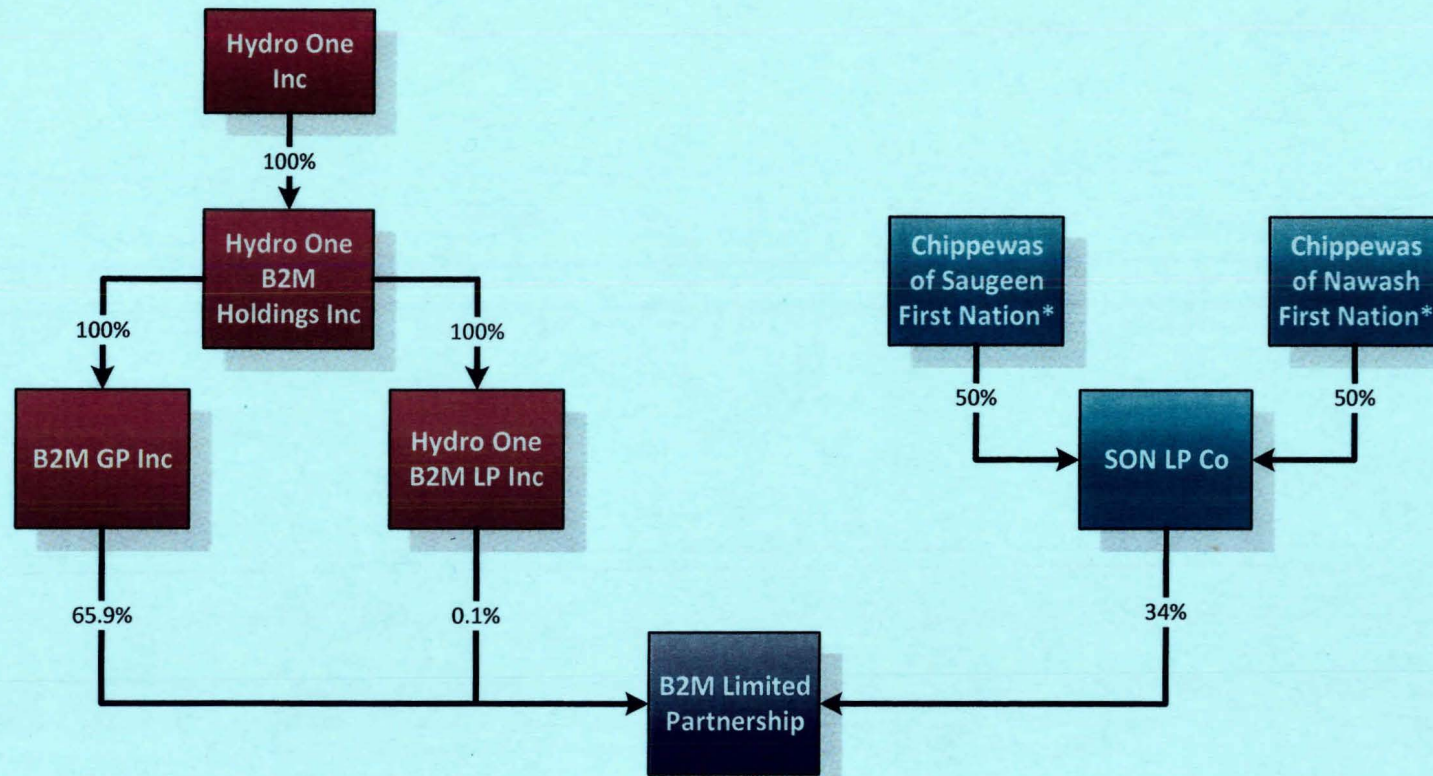 Hydro One
Inc
100%
Hydro One
B2M
Holdings Inc
Chippewas
of Saugeen
First Nation*
Chippewas
of Nawash
First Nation*
100%
100%
50%
50%
B2M GP Inc
Hydro One
B2M LP Inc
SON LP Co
65.9%
0.1%
34%
B2M Limited
Partnership